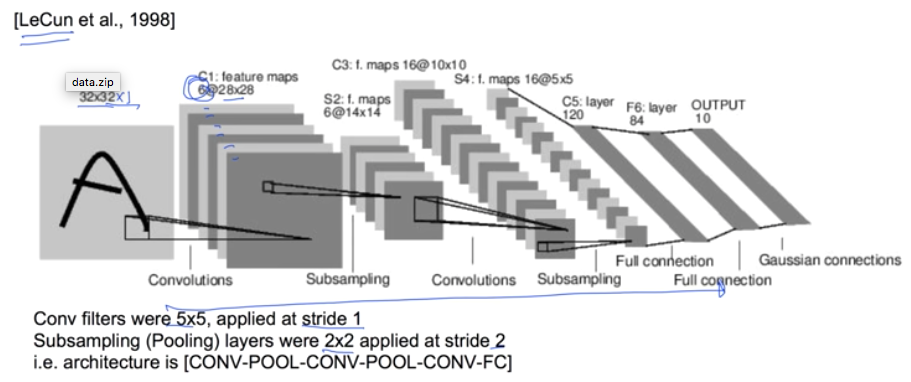 [LeCun et al., 1998]
C3: f. maps 16@10x10
data.zip
C1: feature maps
6@28x28
S4: f. maps 16@5x5
32x32x1
S2: f. maps
6@14x14
C5: layer
120
F6: layer
84
OUTPUT
10
A
Full connection
Gaussian connections
Convolutions
Subsampling
Convolutions
Subsampling
Full connection
Conv filters were 5x5, applied at stride 1
Subsampling (Pooling) layers were 2x2 applied at stride 2
i.e. architecture is [CONV-POOL-CONV-POOL-CONV-FC]